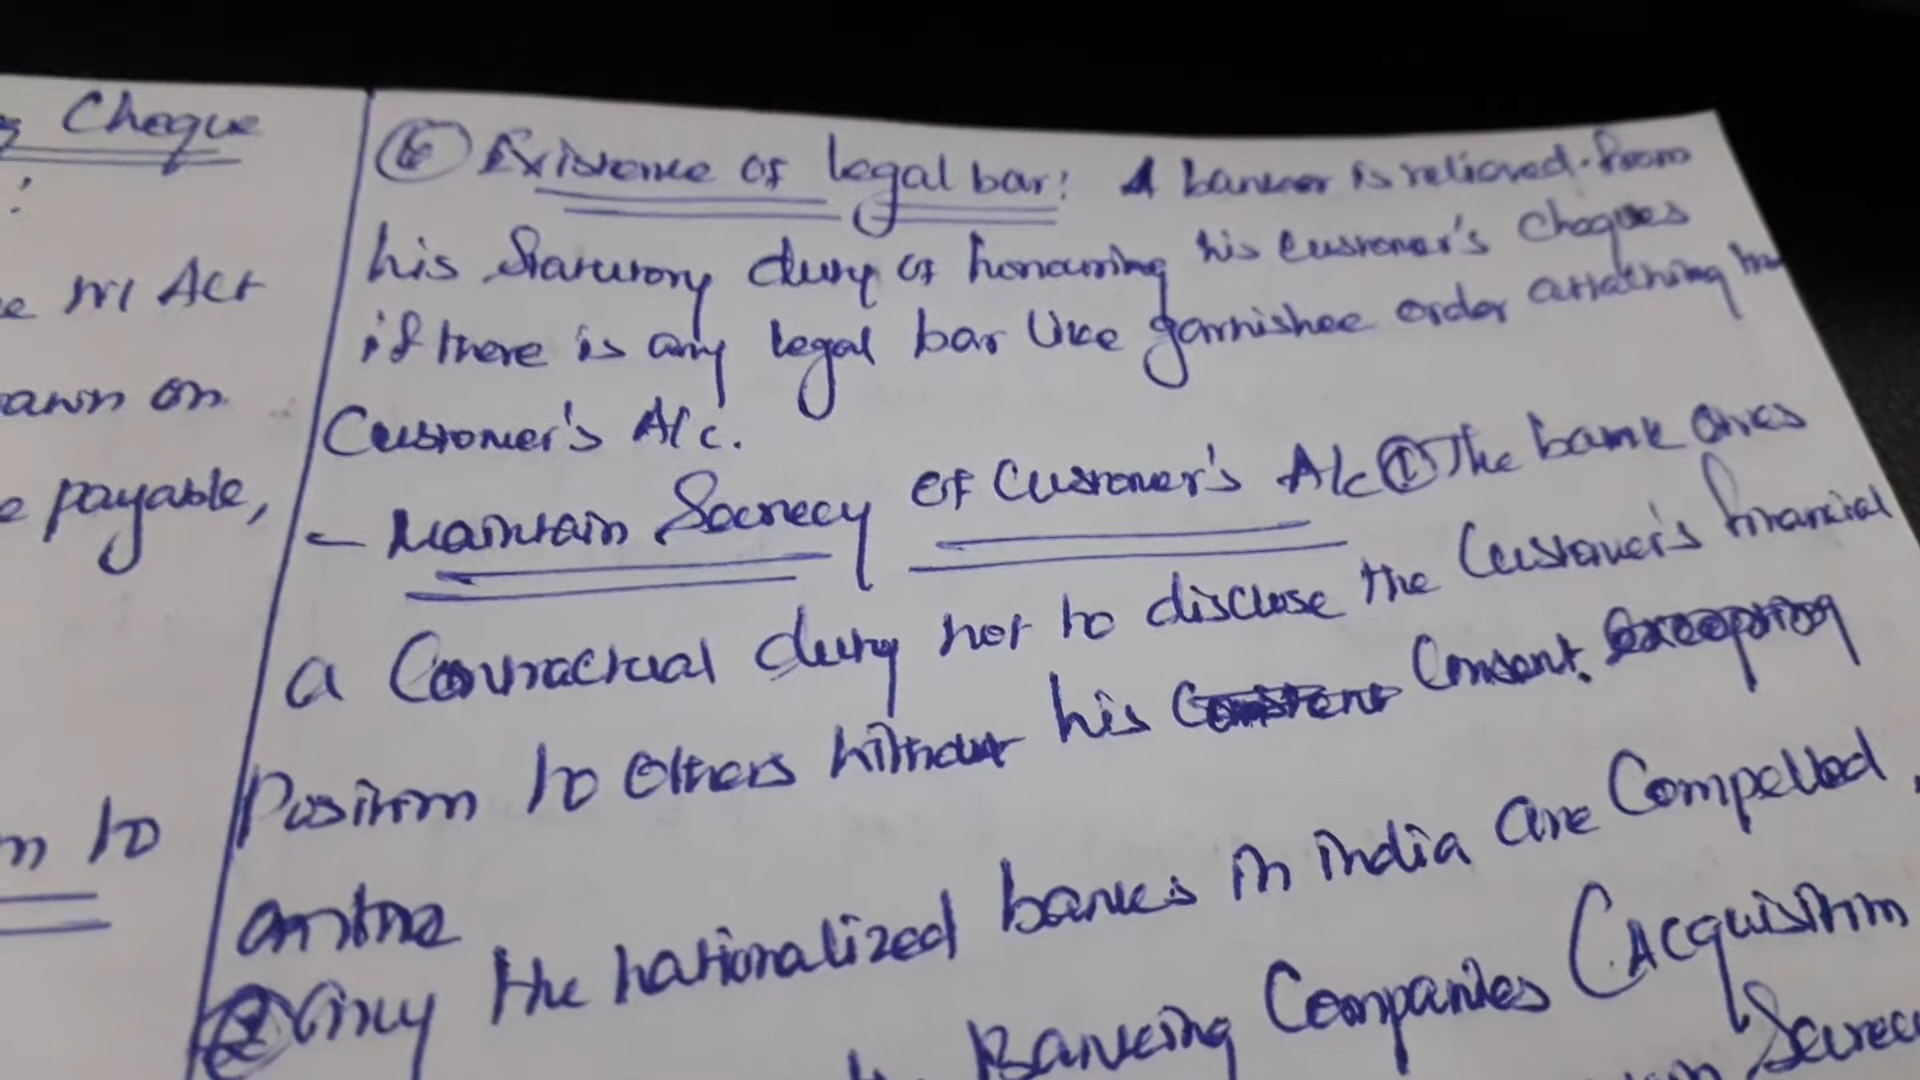 Cheque
:
NI Act
awn on
payable,
n to
⑥ Existence of legal bar: A banker is relieved from
his Statutory duty of honouring his Customer's Cheques
if there is any legal bar like garnishee order attaching
Customer's A/c.
- Maintain Secrecy of Customer's A/c ① The bank owes
a Contractual duty not to disclose the Customer's financial
Position to Others without his Consent.
② the nationalized banks in india are Compelled
Banking Companies (Acquisition